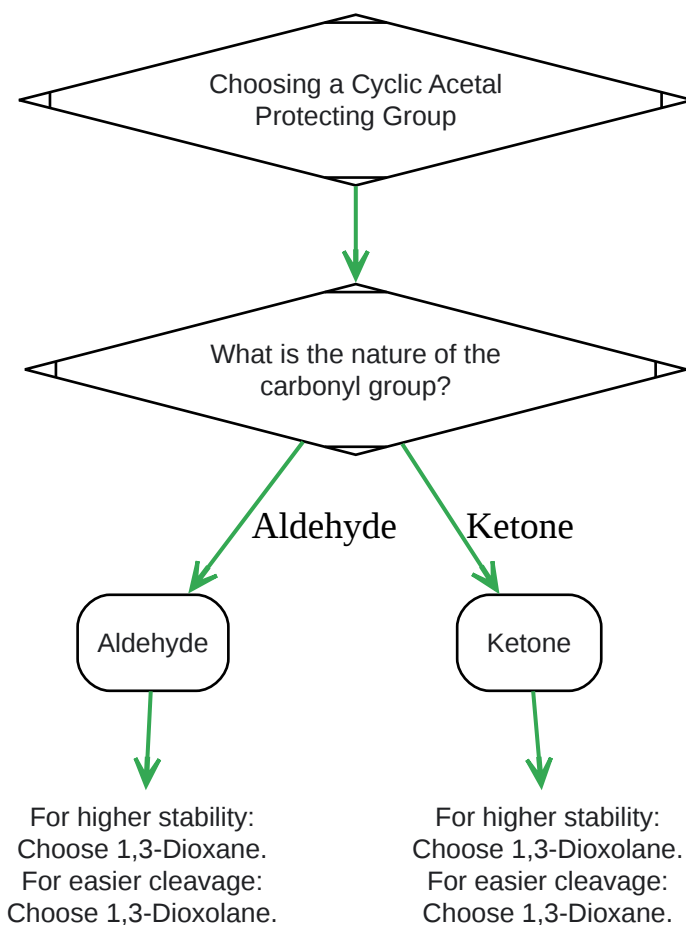 Choosing a Cyclic Acetal
Protecting Group
What is the nature of the
carbonyl group?
Aldehyde
Ketone
Aldehyde
Ketone
For higher stability:
Choose 1,3-Dioxane.
For easier cleavage:
Choose 1,3-Dioxolane.
For higher stability:
Choose 1,3-Dioxolane.
For easier cleavage:
Choose 1,3-Dioxane.